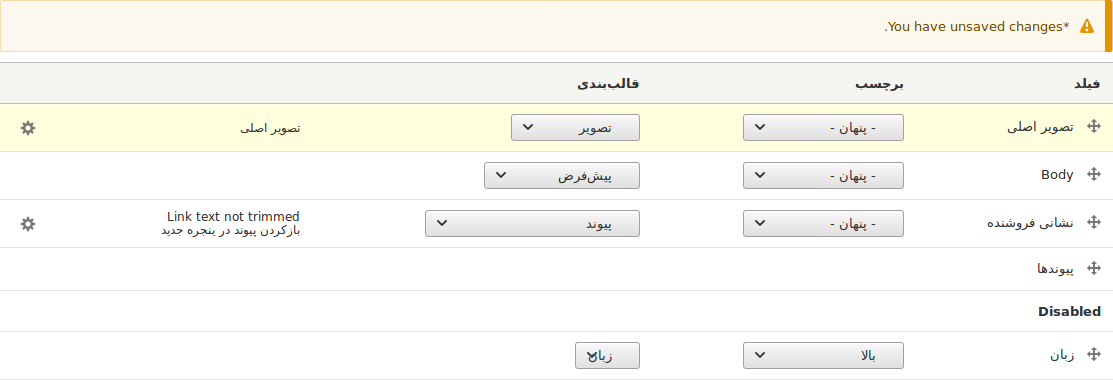 You have unsaved changes*.
فیلد برچسب قالب‌بندی
تصویر اصلی - پنهان - تصویر تصویر اصلی
Body - پنهان - پیش‌فرض
نشانی فروشنده - پنهان - پیوند Link text not trimmed
بازکردن پیوند در پنجره جدید
پیوندها
Disabled
زبان بالا زبان